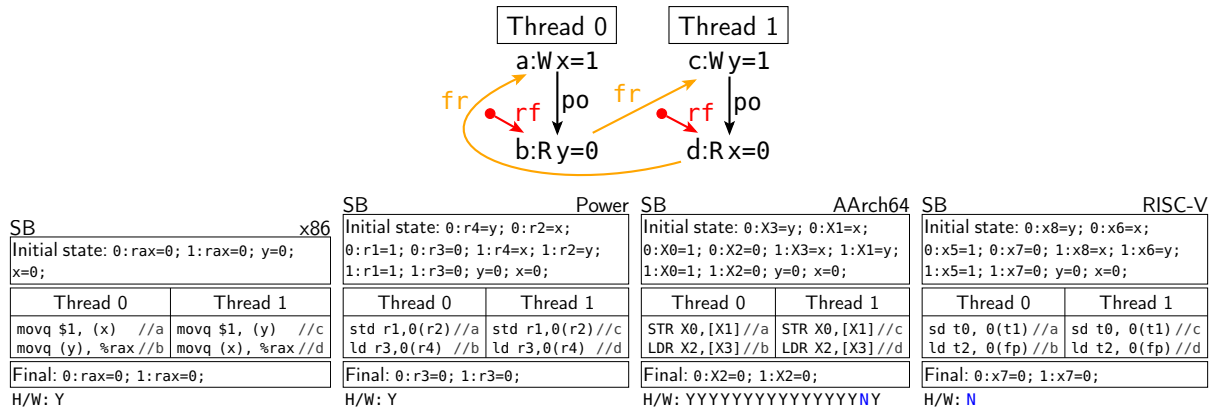 Thread 0 Thread 1
a:W x=1 c:W y=1
fr po fr po
rf rf
b:R y=0 d:R x=0
SB x86
Initial state: 0:rax=0; 1:rax=0; y=0;
x=0;
Thread 0 Thread 1
movq $1, (x) //a movq $1, (y) //c
movq (y), %rax //b movq (x), %rax //d
Final: 0:rax=0; 1:rax=0;
H/W: Y
SB Power
Initial state: 0:r4=y; 0:r2=x;
0:r1=1; 0:r3=0; 1:r4=x; 1:r2=y;
1:r1=1; 1:r3=0; y=0; x=0;
Thread 0 Thread 1
std r1,0(r2) //a std r1,0(r2) //c
ld r3,0(r4) //b ld r3,0(r4) //d
Final: 0:r3=0; 1:r3=0;
H/W: Y
SB AArch64
Initial state: 0:X3=y; 0:X1=x;
0:X0=1; 0:X2=0; 1:X3=x; 1:X1=y;
1:X0=1; 1:X2=0; y=0; x=0;
Thread 0 Thread 1
STR X0,[X1] //a STR X0,[X1] //c
LDR X2,[X3] //b LDR X2,[X3] //d
Final: 0:X2=0; 1:X2=0;
H/W: YYYYYYYYYYYYYYYYNY
SB RISC-V
Initial state: 0:x8=y; 0:x6=x;
0:x5=1; 0:x7=0; 1:x8=x; 1:x6=y;
1:x5=1; 1:x7=0; y=0; x=0;
Thread 0 Thread 1
sd t0, 0(t1) //a sd t0, 0(t1) //c
ld t2, 0(fp) //b ld t2, 0(fp) //d
Final: 0:x7=0; 1:x7=0;
H/W: N